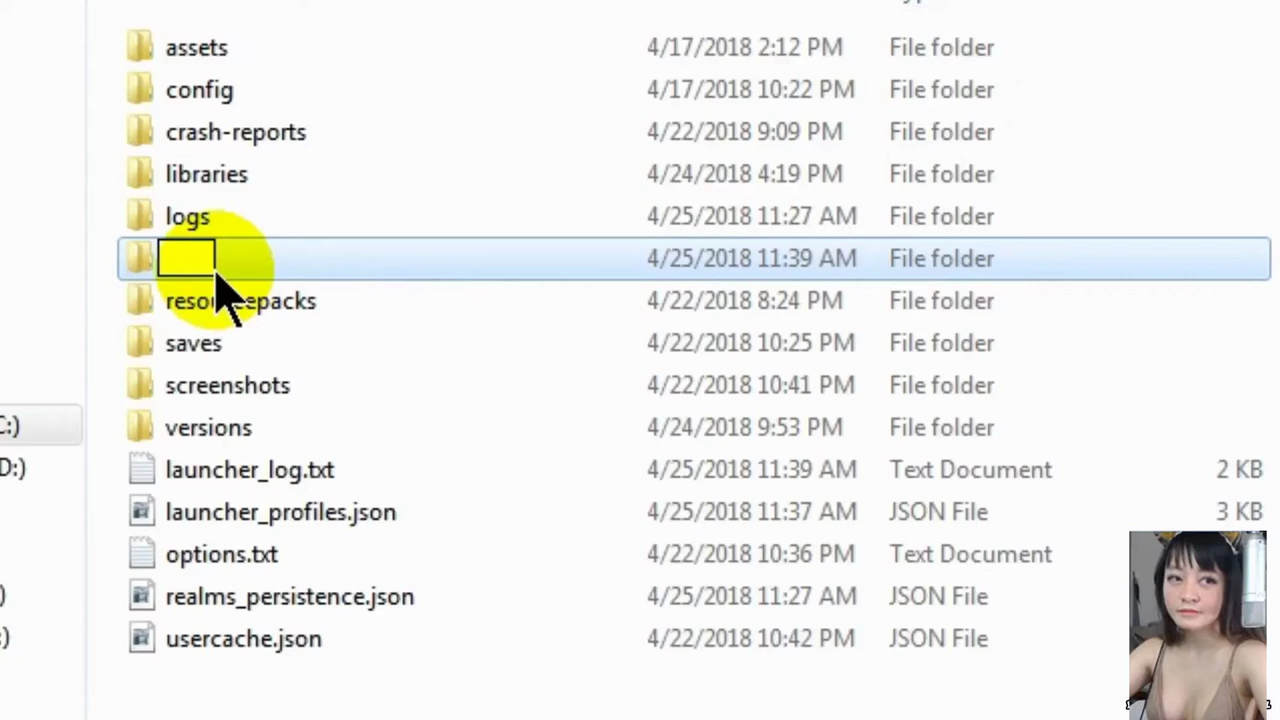 assets 4/17/2018 2:12 PM File folder
config 4/17/2018 10:22 PM File folder
crash-reports 4/22/2018 9:09 PM File folder
libraries 4/24/2018 4:19 PM File folder
logs 4/25/2018 11:27 AM File folder
4/25/2018 11:39 AM File folder
4/22/2018 8:24 PM File folder
saves 4/22/2018 10:25 PM File folder
screenshots 4/22/2018 10:41 PM File folder
C:) versions 4/24/2018 9:53 PM File folder
D:) launcher_log.txt 4/25/2018 11:39 AM Text Document 2 KB
launcher_profiles.json 4/25/2018 11:37 AM JSON File 3 KB
options.txt 4/22/2018 10:36 PM Text Document
) realms_persistence.json 4/25/2018 11:27 AM JSON File
:) usercache.json 4/22/2018 10:42 PM JSON File